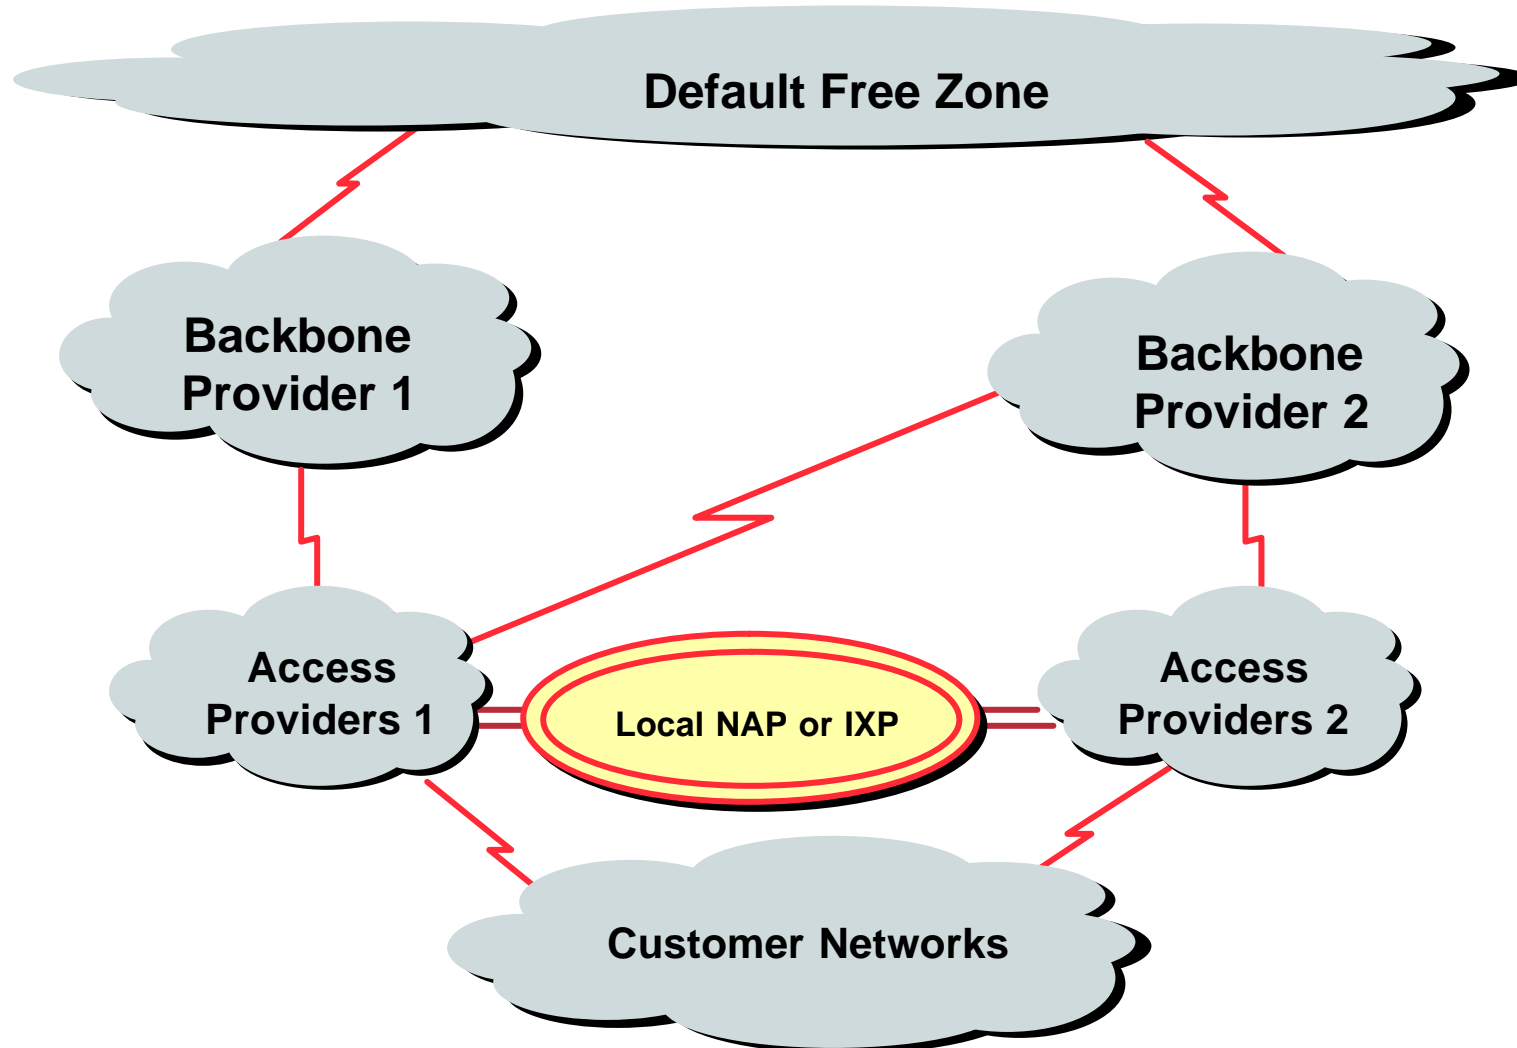 Default Free Zone
Backbone
Provider 1
Backbone
Provider 2
Access
Providers 1
Local NAP or IXP
Access
Providers 2
Customer Networks